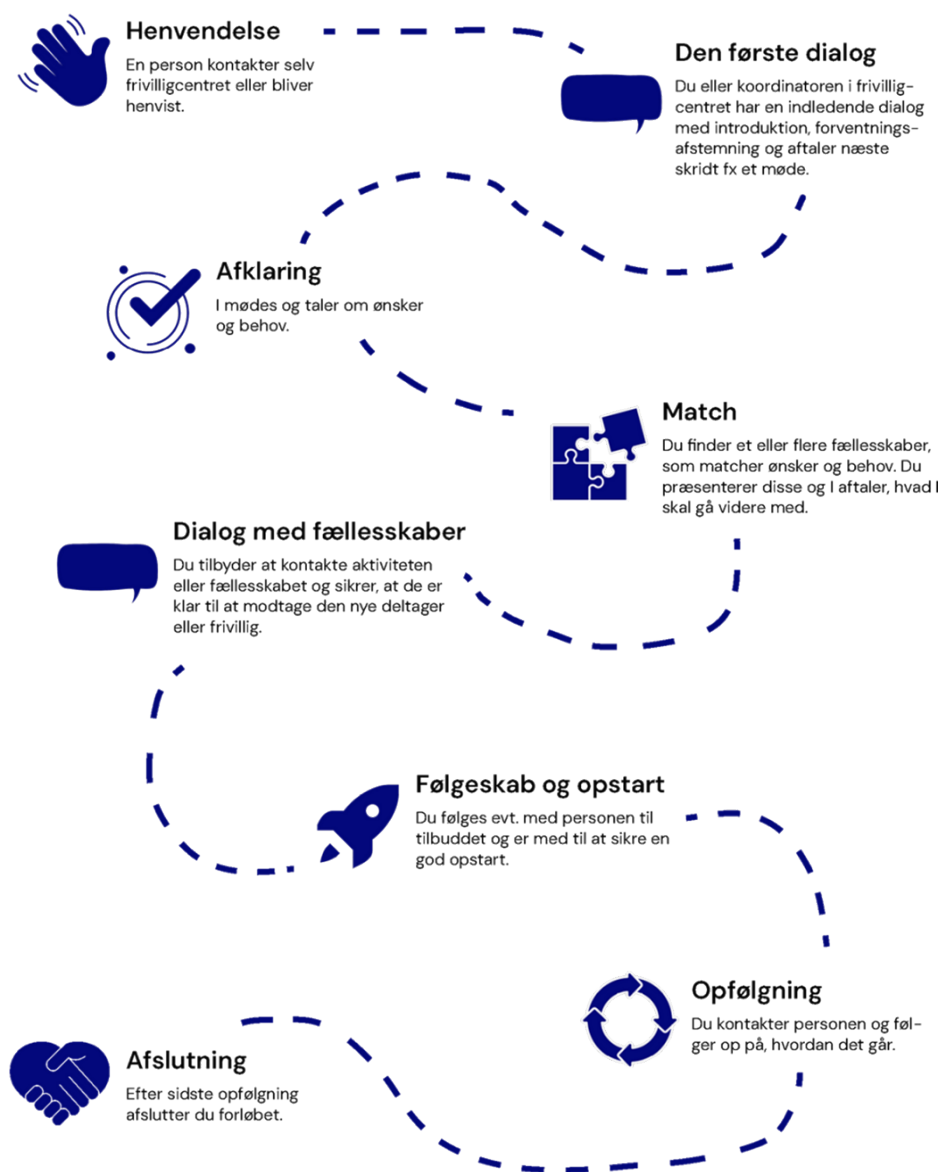 Henvendelse
En person kontakter selv
frivilligcentret eller bliver
henvist.
Den første dialog
Du eller koordinatoren i frivillig-
centret har en indledende dialog
med introduktion, forventnings-
afstemning og aftaler næste
skridt fx et møde.
Afklaring
I mødes og taler om ønsker
og behov.
Match
Du finder et eller flere fællesskaber,
som matcher ønsker og behov. Du
præsenterer disse og I aftaler, hvad I
skal gå videre med.
Dialog med fællesskaber
Du tilbyder at kontakte aktiviteten
eller fællesskabet og sikrer, at de er
klar til at modtage den nye deltager
eller frivillig.
Følgeskab og opstart
Du følges evt. med personen til
tilbuddet og er med til at sikre en
god opstart.
Opfølgning
Du kontakter personen og føl-
ger op på, hvordan det går.
Afslutning
Efter sidste opfølgning
afslutter du forløbet.